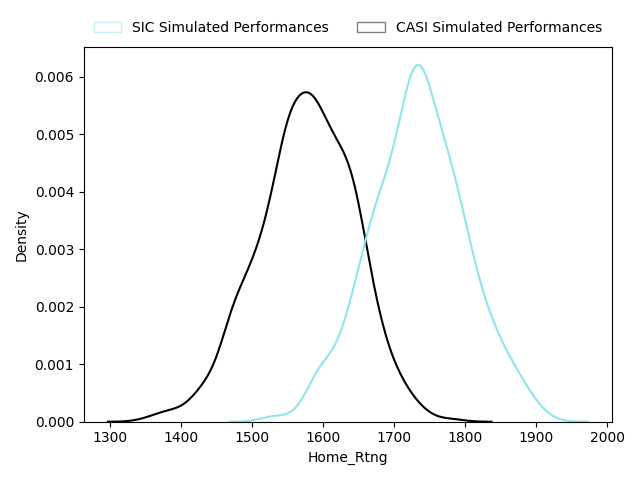 SIC Simulated Performances
CASI Simulated Performances
0.006
0.005
0.004
0.003
0.002
0.001
0.000
Density
1300 1400 1500 1600 1700 1800 1900 2000
Home_Rtng